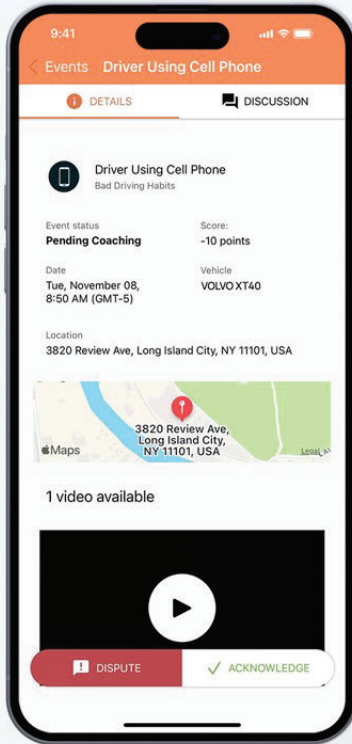 9:41
Events Driver Using Cell Phone
DETAILS DISCUSSION
Driver Using Cell Phone
Bad Driving Habits
Event status Score:
Pending Coaching -10 points
Date Vehicle
Tue, November 08, VOLVO XT40
8:50 AM (GMT-5)
Location
3820 Review Ave, Long Island City, NY 11101, USA
3820 Review Ave,
Long Island City,
NY 11101, USA
Maps
1 video available
DISPUTE ACKNOWLEDGE